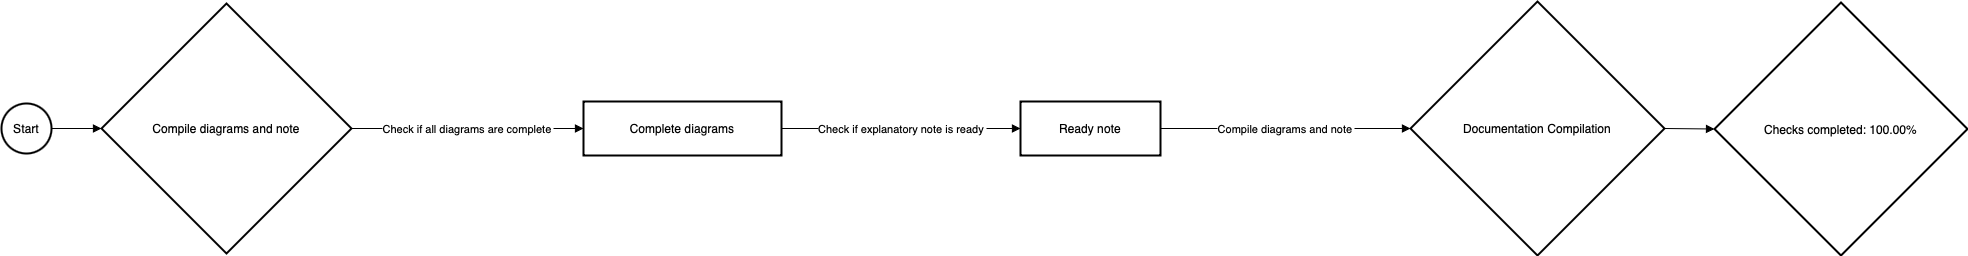 Start
Compile diagrams and note
Check if all diagrams are complete
Complete diagrams
Check if explanatory note is ready
Ready note
Compile diagrams and note
Documentation Compilation
Checks completed: 100.00%